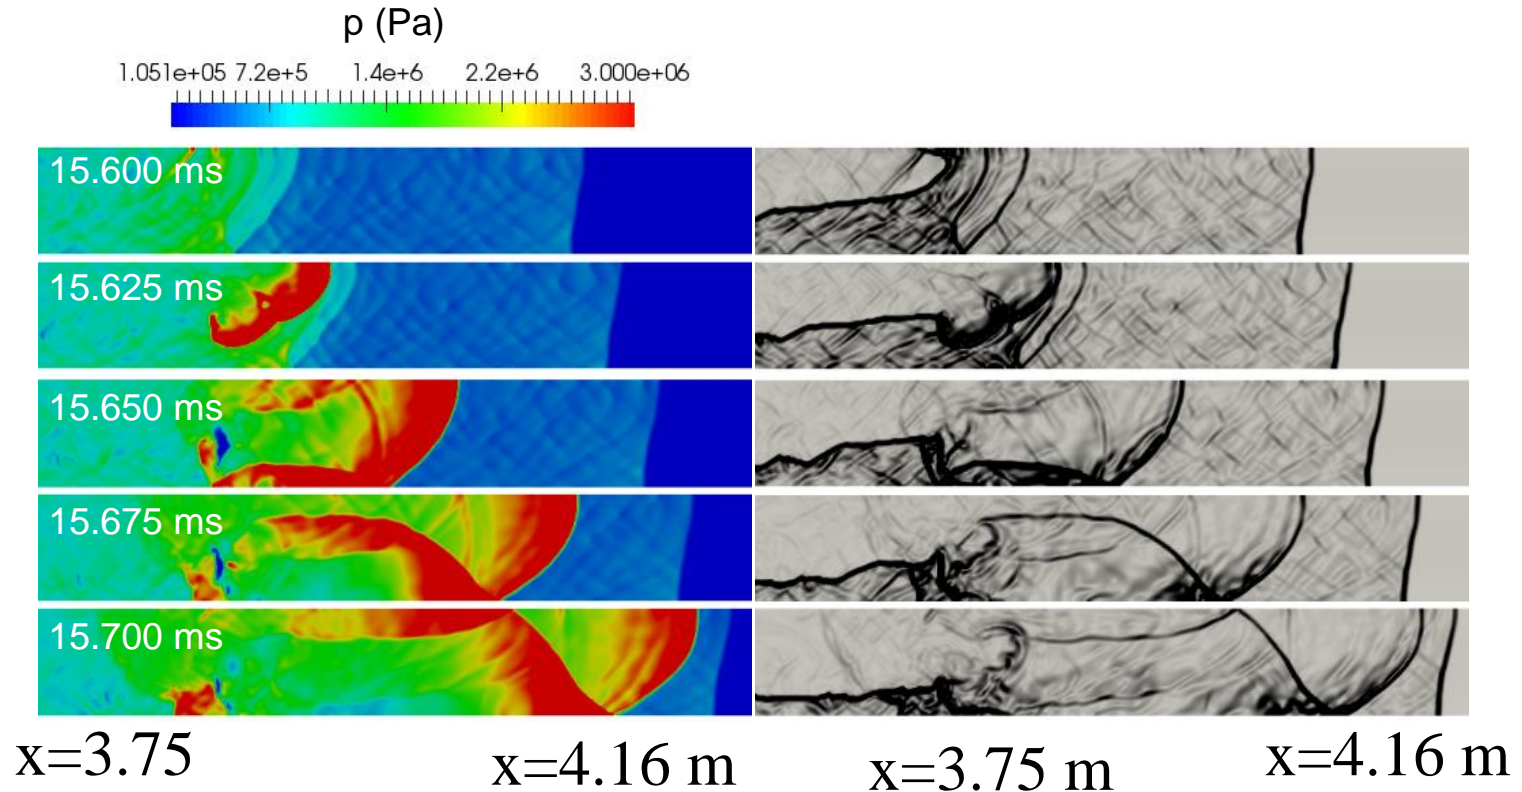 p (Pa)
1.051e+05 7.2e+5 1.4e+6 2.2e+6 3.000e+06
15.600 ms
15.625 ms
15.650 ms
15.675 ms
15.700 ms
x=3.75 x=4.16 m x=3.75 m x=4.16 m